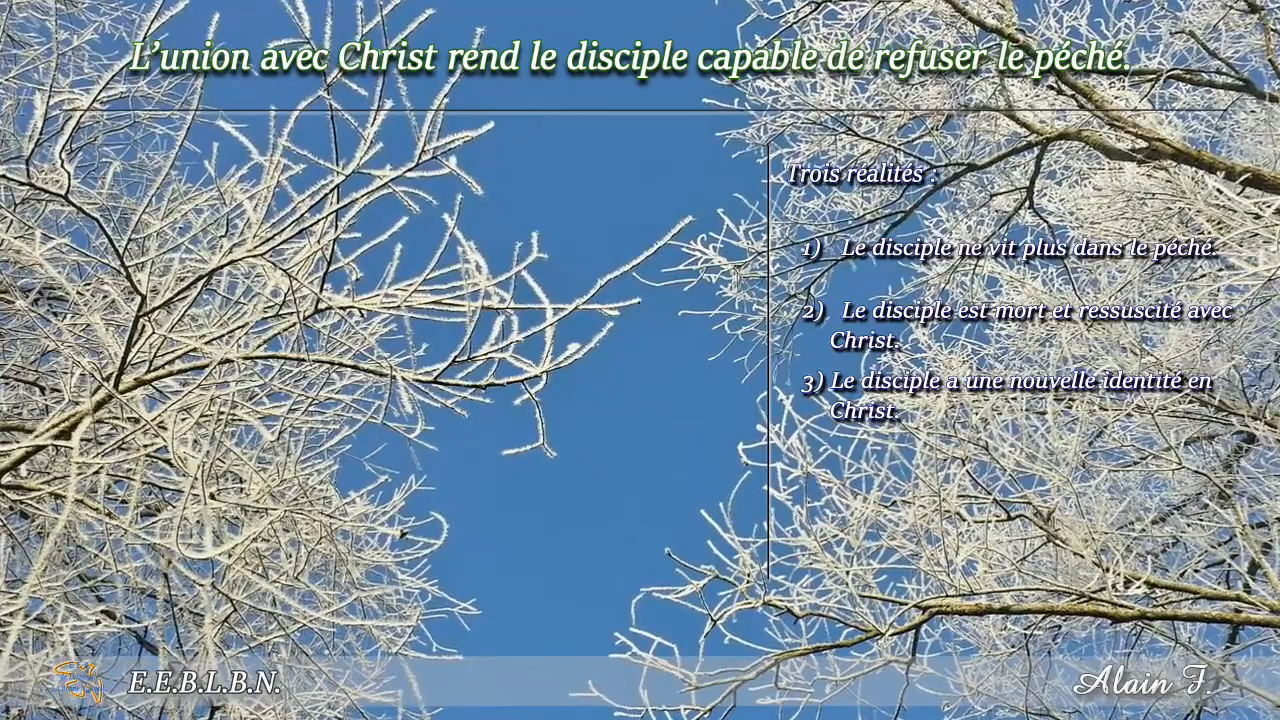 L’union avec Christ rend le disciple capable de refuser le péché.
Trois réalités :
1) Le disciple ne vit plus dans le péché.
2) Le disciple est mort et ressuscité avec
Christ.
3) Le disciple a une nouvelle identité en
Christ.
E.E.B.L.B.N.
Alain F.